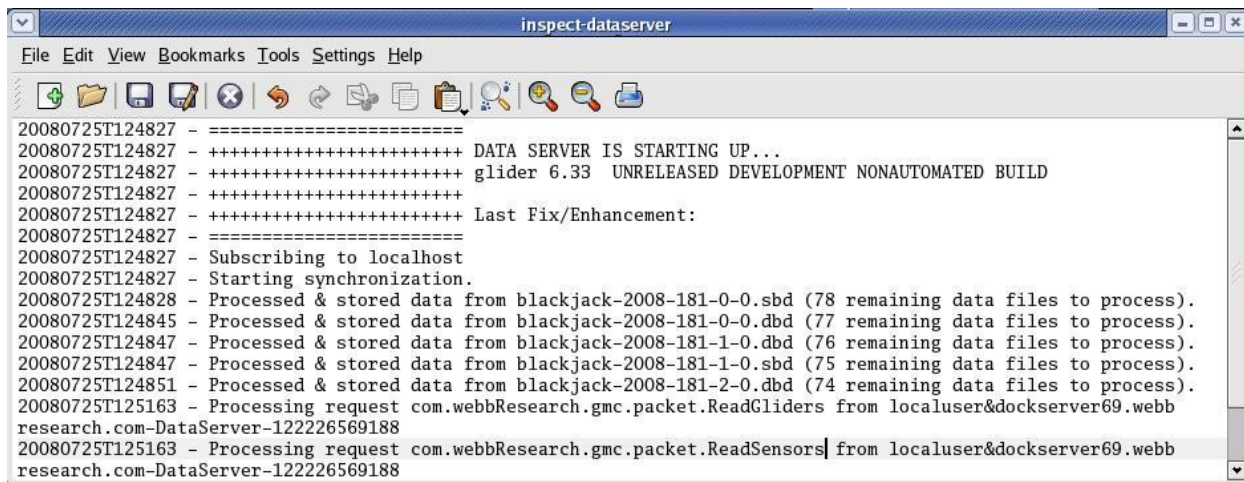 inspect-dataserver
File Edit View Bookmarks Tools Settings Help
20080725T124827 - ========================
20080725T124827 - ++++++++++++++++++++++++ DATA SERVER IS STARTING UP...
20080725T124827 - ++++++++++++++++++++++++ glider 6.33  UNRELEASED DEVELOPMENT NONAUTOMATED BUILD
20080725T124827 - ++++++++++++++++++++++++
20080725T124827 - ++++++++++++++++++++++++ Last Fix/Enhancement:
20080725T124827 - ========================
20080725T124827 - Subscribing to localhost
20080725T124827 - Starting synchronization.
20080725T124828 - Processed & stored data from blackjack-2008-181-0-0.sbd (78 remaining data files to process).
20080725T124845 - Processed & stored data from blackjack-2008-181-0-0.dbd (77 remaining data files to process).
20080725T124847 - Processed & stored data from blackjack-2008-181-1-0.dbd (76 remaining data files to process).
20080725T124847 - Processed & stored data from blackjack-2008-181-1-0.sbd (75 remaining data files to process).
20080725T124851 - Processed & stored data from blackjack-2008-181-2-0.dbd (74 remaining data files to process).
20080725T125163 - Processing request com.webbResearch.gmc.packet.ReadGliders from localuser&dockserver69.webb
research.com-DataServer-122226569188
20080725T125163 - Processing request com.webbResearch.gmc.packet.ReadSensors from localuser&dockserver69.webb
research.com-DataServer-122226569188